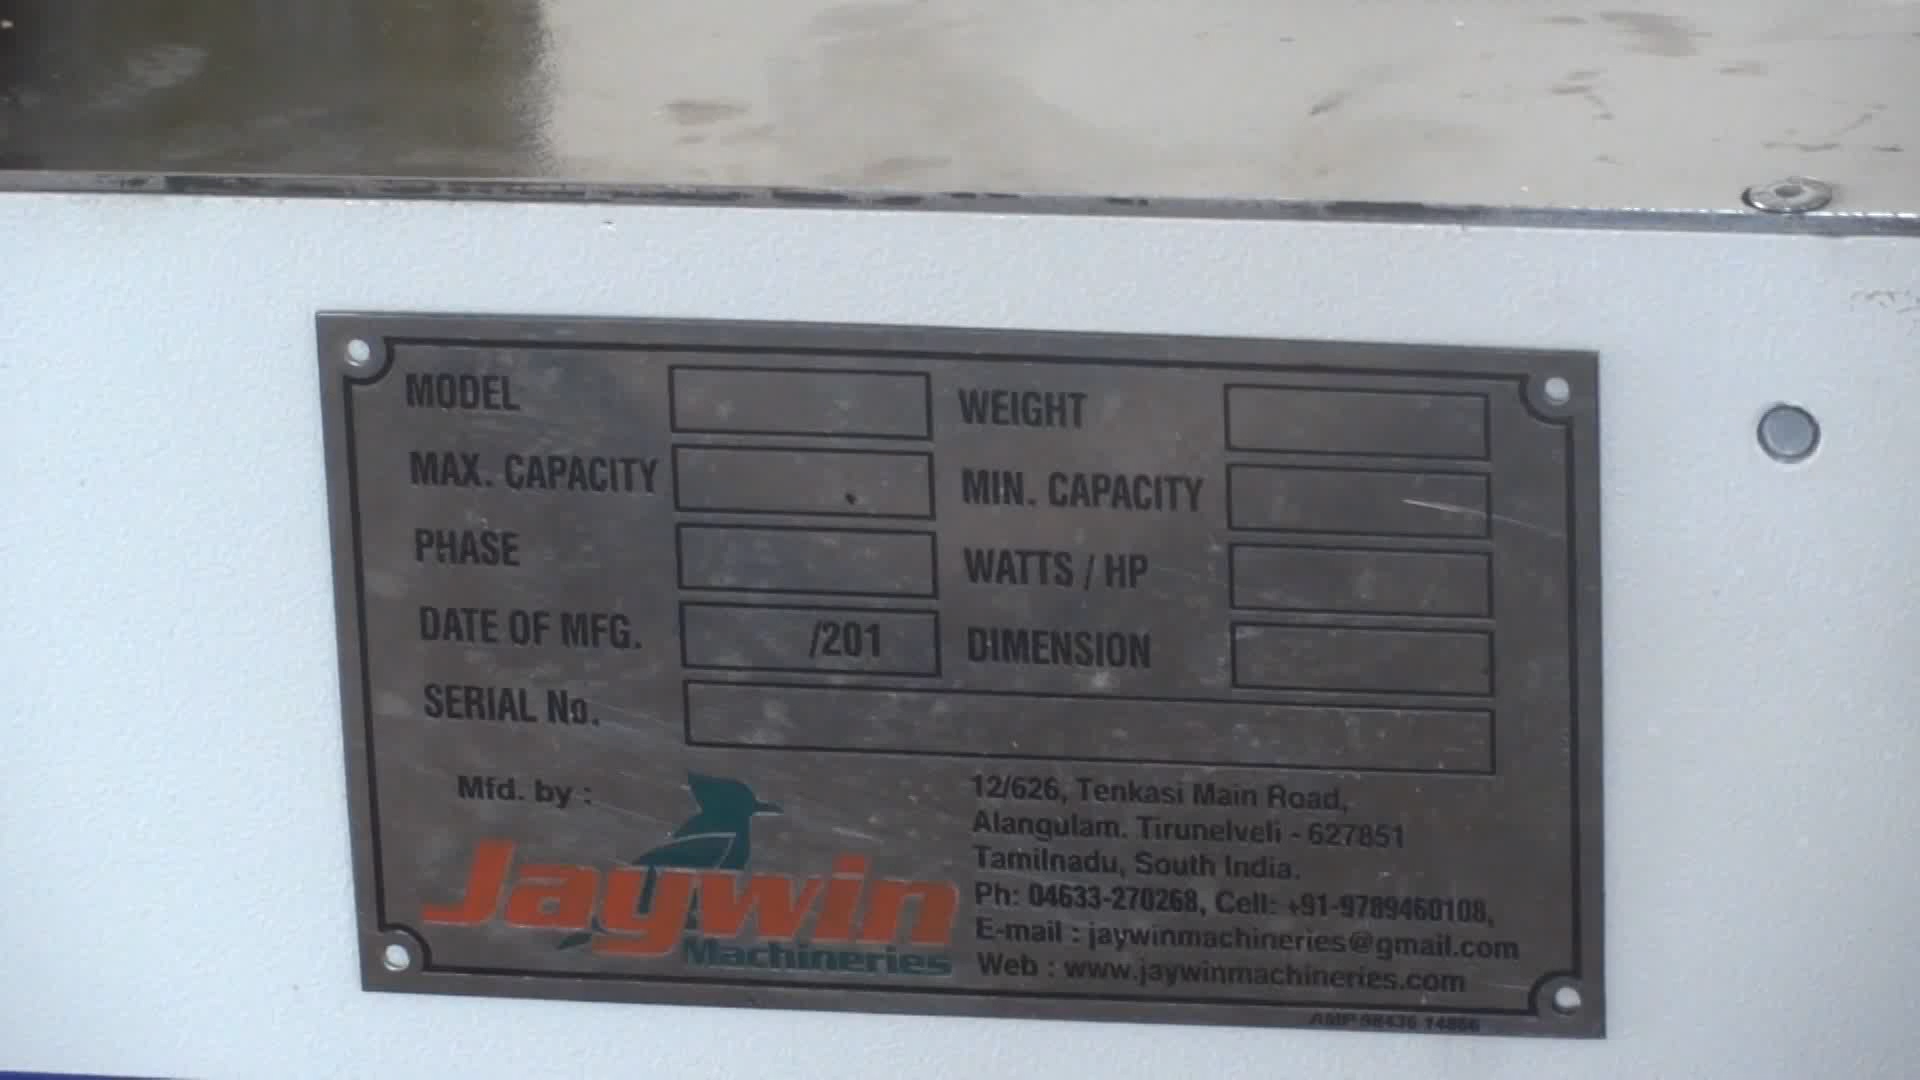 MODEL WEIGHT
MAX. CAPACITY MIN. CAPACITY
PHASE WATTS / HP
DATE OF MFG. /201 DIMENSION
SERIAL No.
Mfd. by :
Jaywin
Machineries
12/626, Tenkasi Main Road,
Alangulam. Tirunelveli - 627851
Tamilnadu, South India.
Ph: 04633-270268, Cell: +91-9789460108,
E-mail : jaywinmachineries@gmail.com
Web : www.jaywinmachineries.com